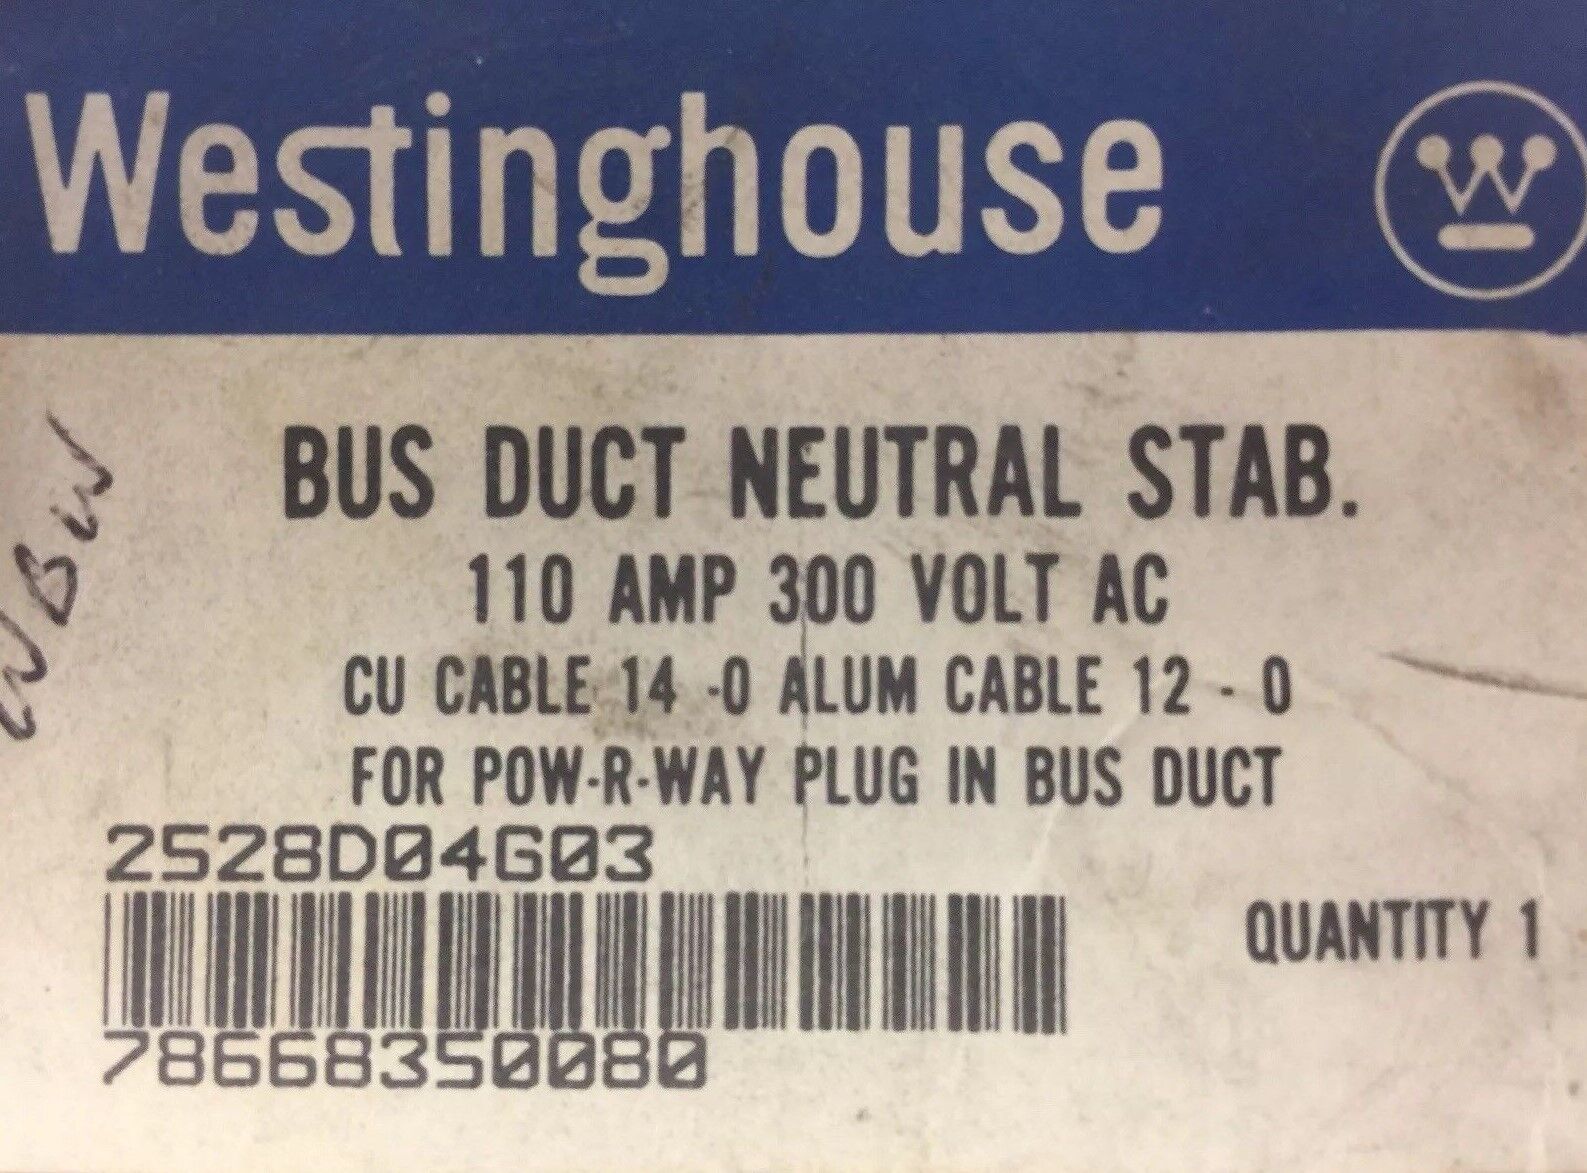 Westinghouse
W
BUS DUCT NEUTRAL STAB.
110 AMP 300 VOLT AC
CU CABLE 14 -0 ALUM CABLE 12 - 0
FOR POW-R-WAY PLUG IN BUS DUCT
2528D04G03
QUANTITY 1
78668350080